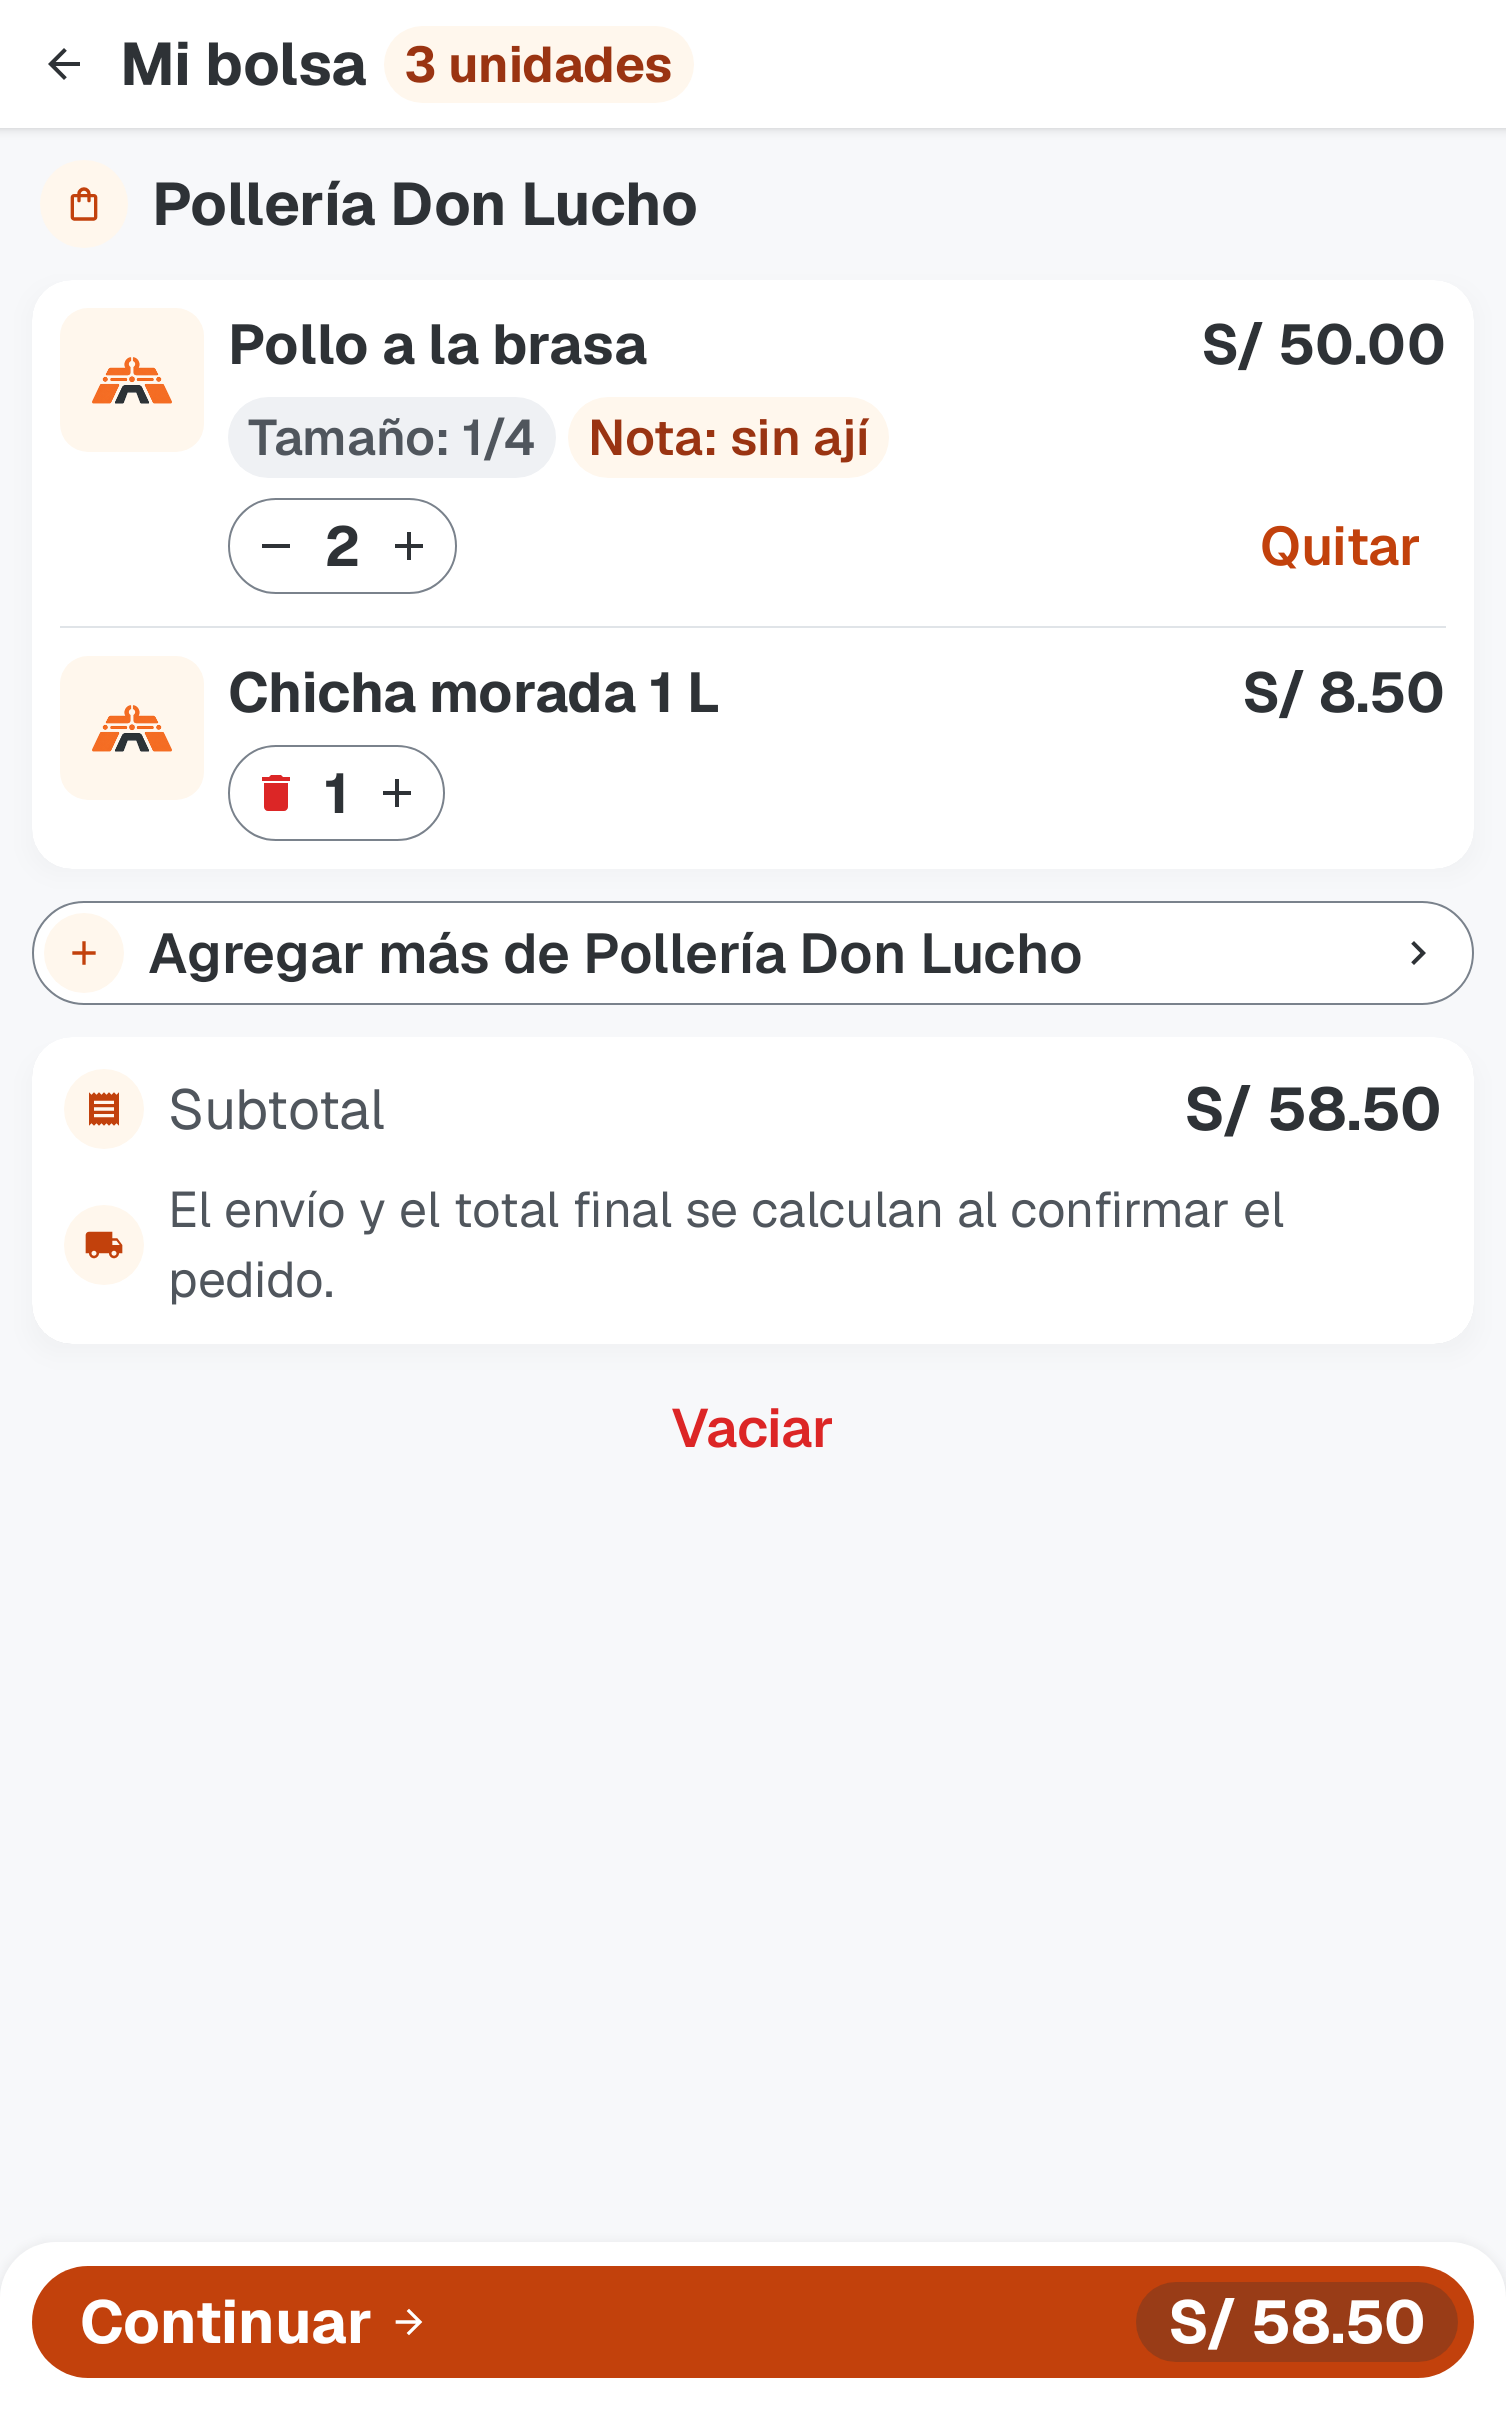 Mi bolsa 3 unidades
Pollería Don Lucho
Pollo a la brasa S/ 50.00
Tamaño: 1/4 Nota: sin ají
2 Quitar
Chicha morada 1 L S/ 8.50
1
Agregar más de Pollería Don Lucho
Subtotal S/ 58.50
El envío y el total final se calculan al confirmar el
pedido.
Vaciar
Continuar S/ 58.50